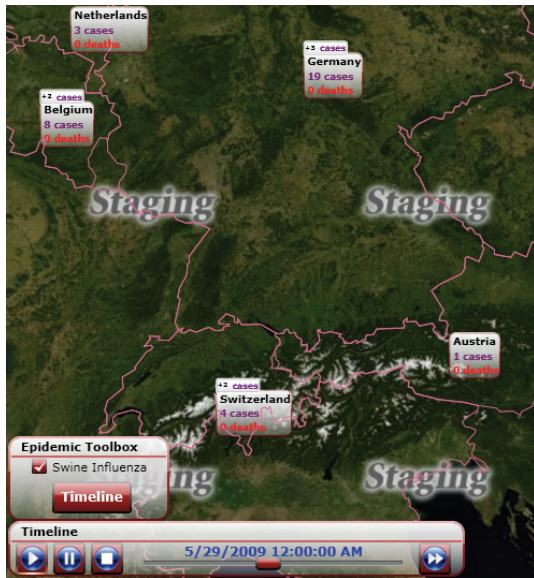 Netherlands
3 cases
0 deaths
+3 cases
Germany
19 cases
0 deaths
+2 cases
Belgium
8 cases
0 deaths
Staging Staging
Austria
1 cases
0 deaths
+2 cases
Switzerland
4 cases
0 deaths
Epidemic Toolbox
Swine Influenza
Timeline
Staging Staging
Timeline
5/29/2009 12:00:00 AM